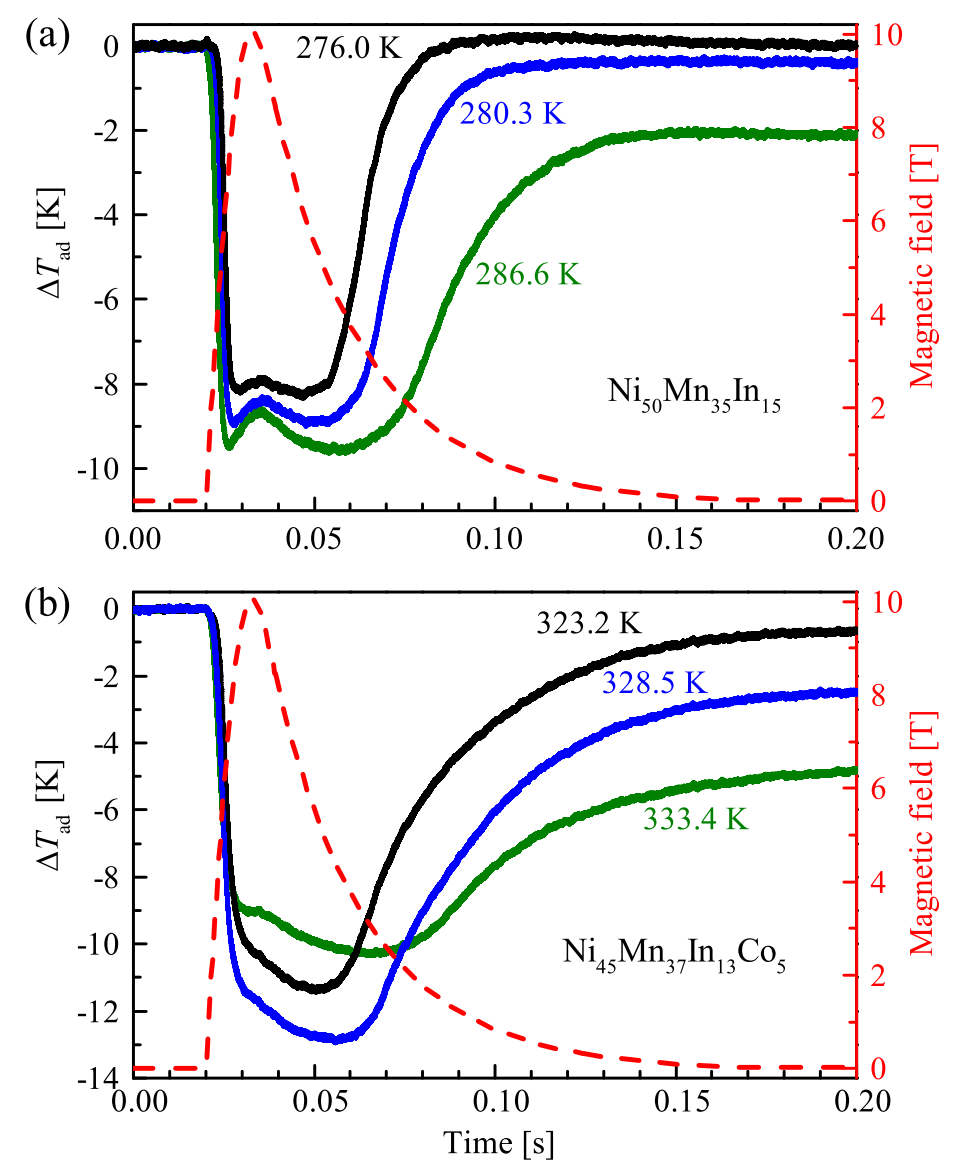 (a)
276.0 K
280.3 K
286.6 K
Ni₅₀Mn₃₅In₁₅
0
-2
-4
-6
-8
-10
ΔT_ad [K]
10
8
6
4
2
0
Magnetic field [T]
0.00 0.05 0.10 0.15 0.20
(b)
323.2 K
328.5 K
333.4 K
Ni₄₅Mn₃₇In₁₃Co₅
0
-2
-4
-6
-8
-10
-12
-14
ΔT_ad [K]
10
8
6
4
2
0
Magnetic field [T]
0.00 0.05 0.10 0.15 0.20
Time [s]